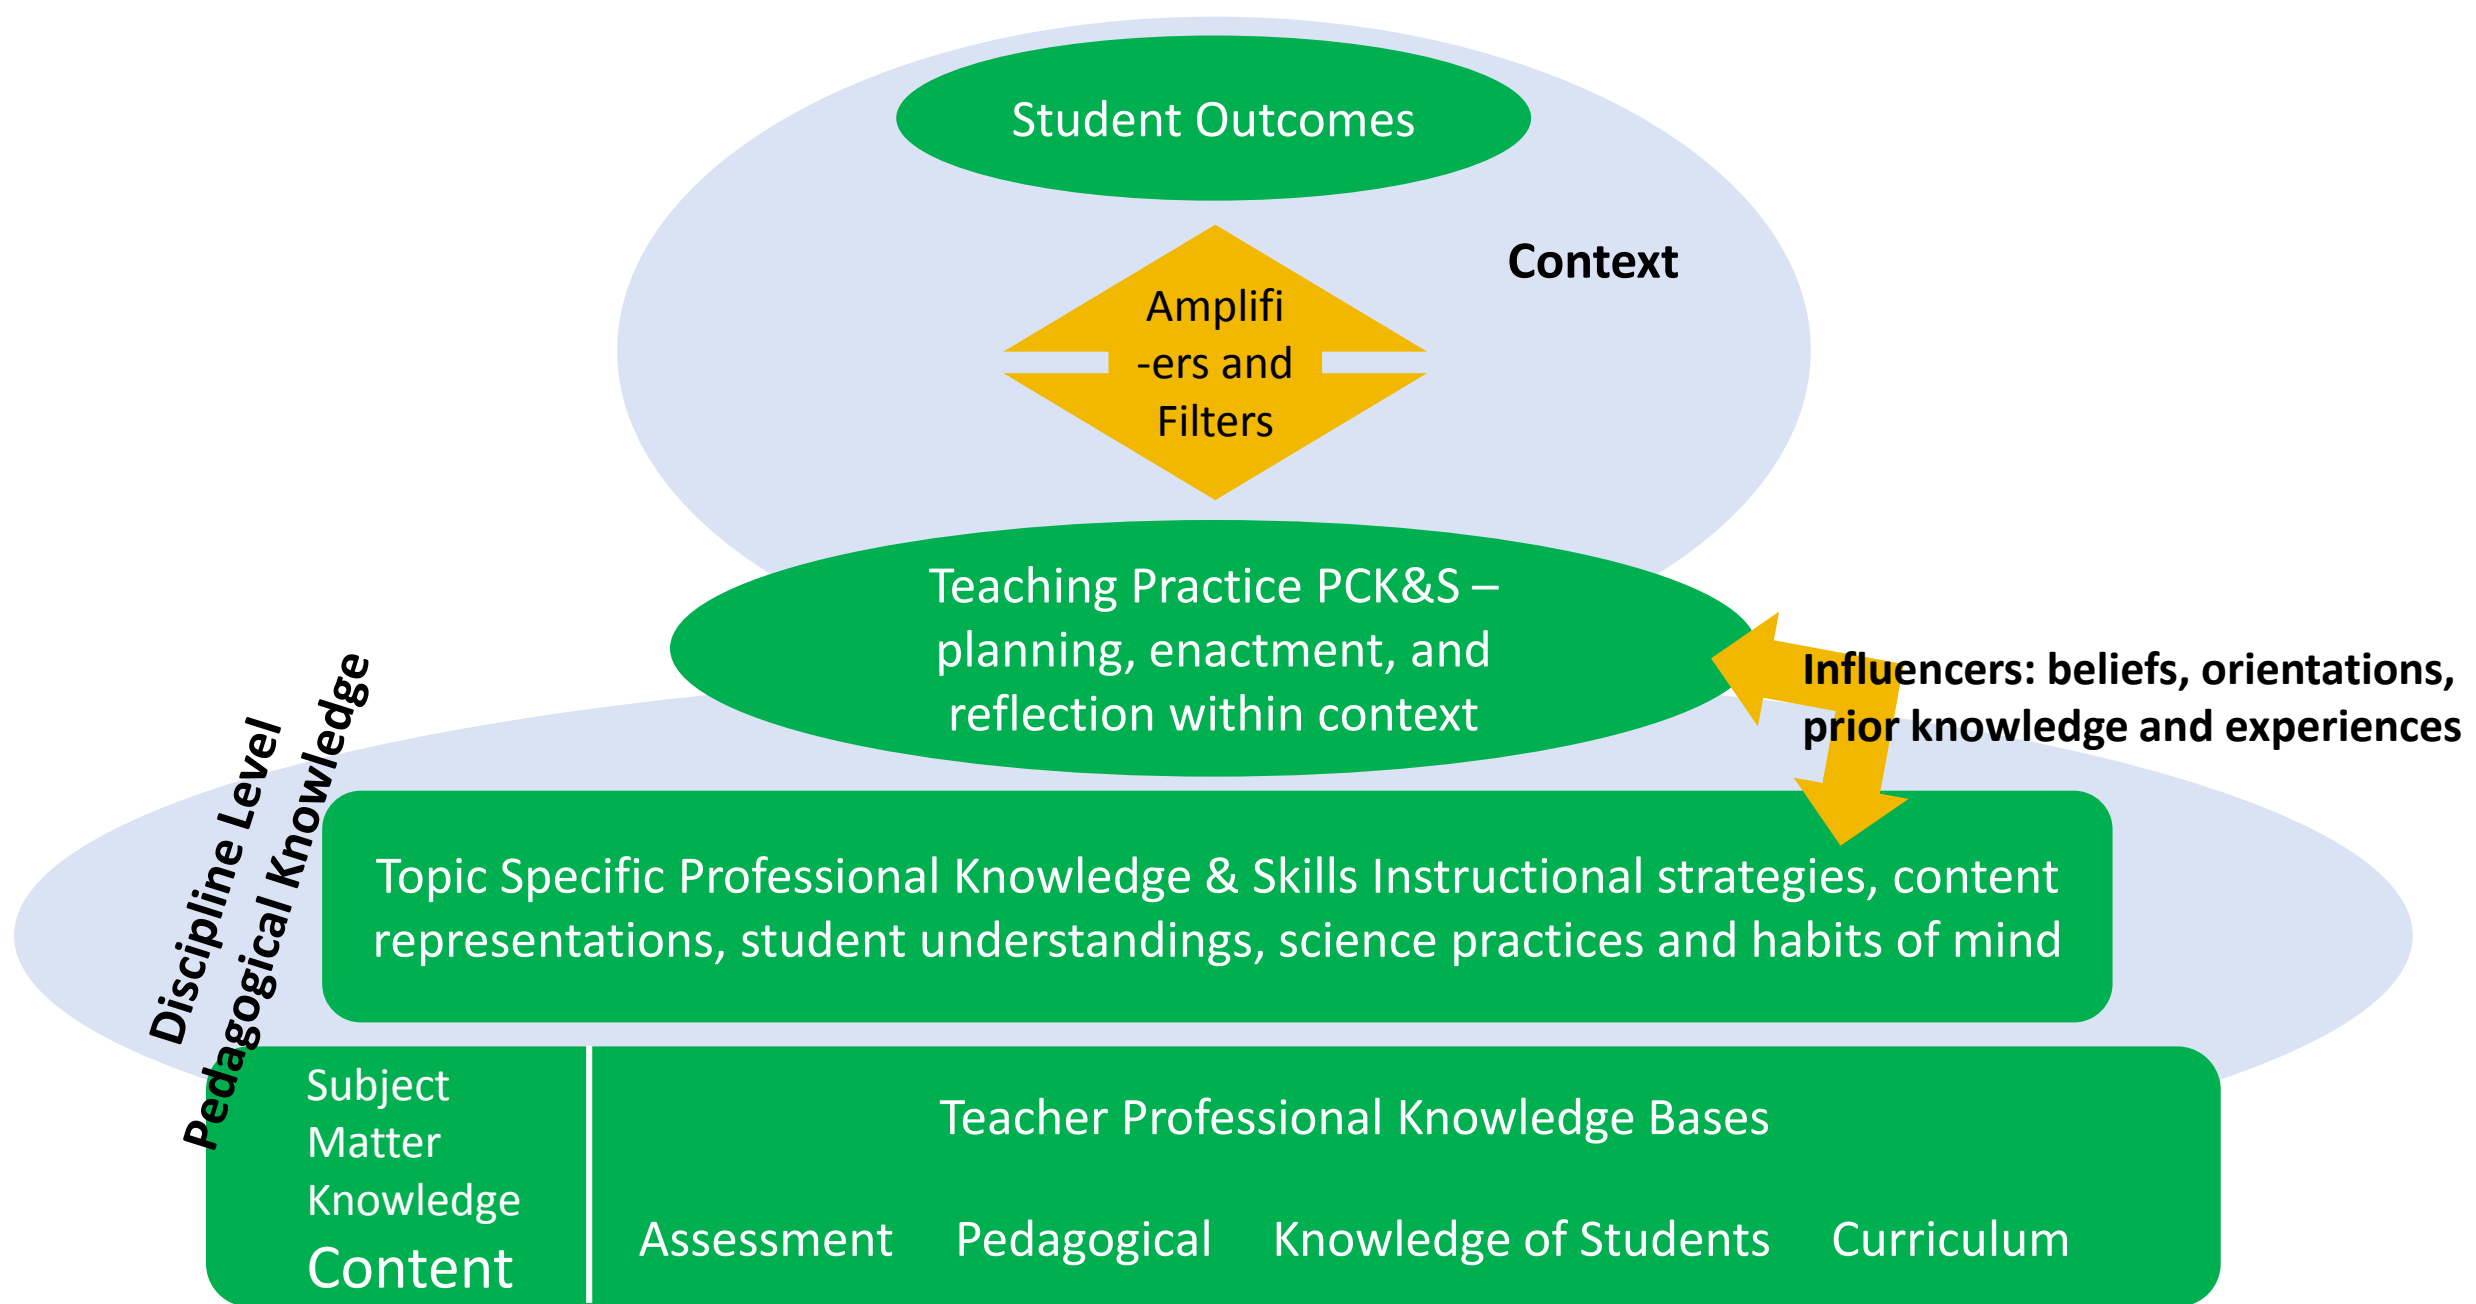 Student Outcomes
Context
Amplifi
-ers and
Filters
Teaching Practice PCK&S –
planning, enactment, and
reflection within context
Influencers: beliefs, orientations,
prior knowledge and experiences
Discipline Level
Pedagogical Knowledge
Topic Specific Professional Knowledge & Skills Instructional strategies, content
representations, student understandings, science practices and habits of mind
Subject
Matter
Knowledge
Content
Teacher Professional Knowledge Bases
Assessment Pedagogical Knowledge of Students Curriculum